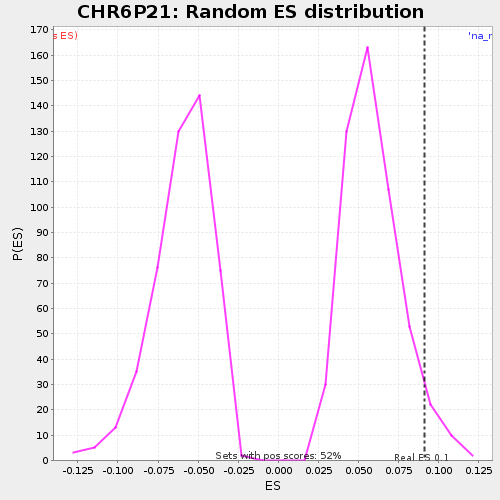 CHR6P21: Random ES distribution
s ES)
'na_r
170
160
150
140
130
120
110
100
90
80
70
60
50
40
30
20
10
0
P(ES)
Sets with pos scores: 52%
Real ES 0.1
-0.125 -0.100 -0.075 -0.050 -0.025 0.000 0.025 0.050 0.075 0.100 0.125
ES